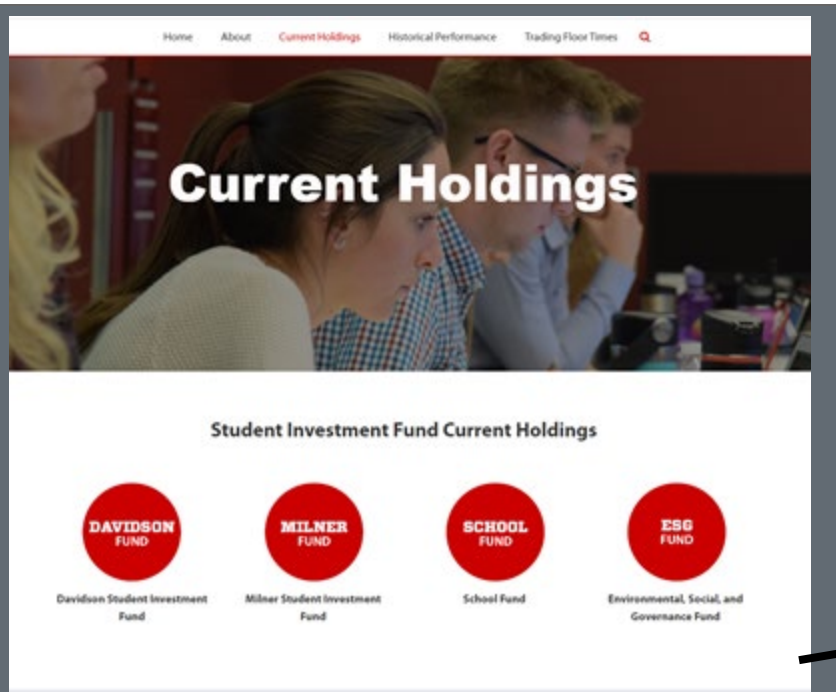 Home About Current Holdings Historical Performance Trading Floor Times
Current Holdings
Student Investment Fund Current Holdings
DAVIDSON
FUND
MILNER
FUND
SCHOOL
FUND
ESG
FUND
Davidson Student Investment
Fund
Milner Student Investment
Fund
School Fund
Environmental, Social, and
Governance Fund